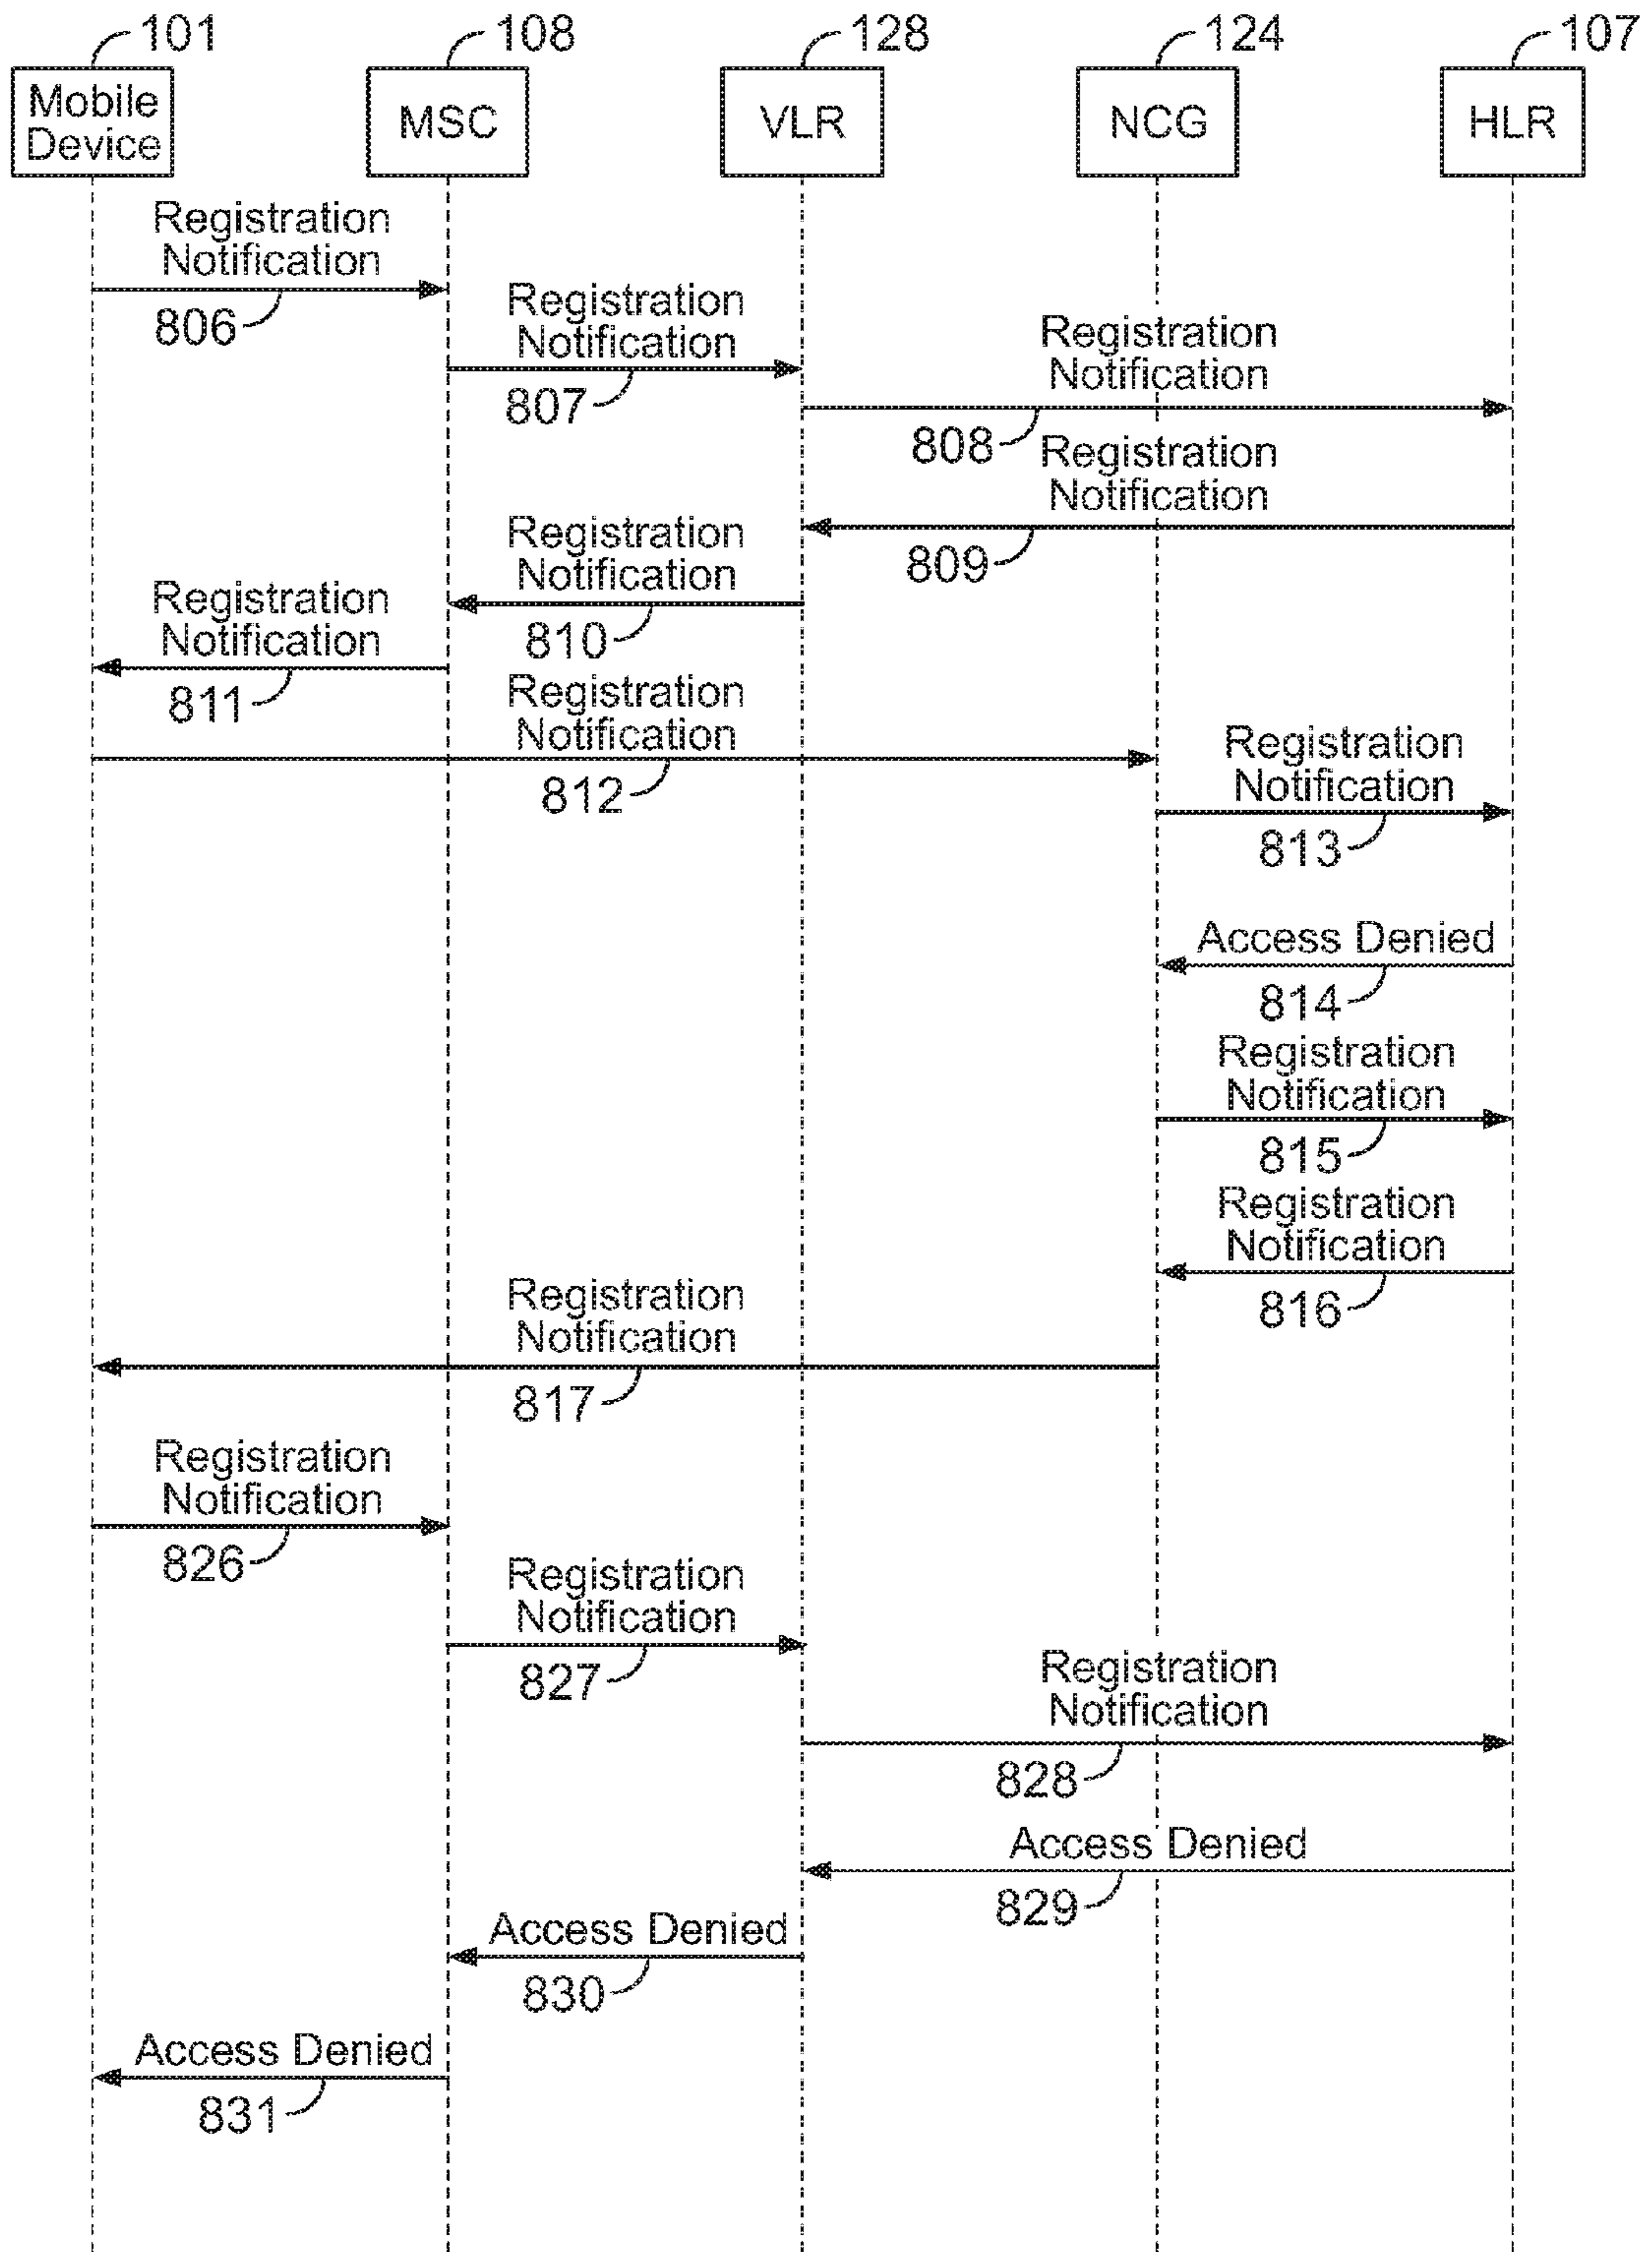 101
108
128
124
107
Mobile
Device
MSC
VLR
NCG
HLR
Registration
Notification
806
Registration
Notification
807
Registration
Notification
808
Registration
Notification
809
Registration
Notification
810
Registration
Notification
811
Registration
Notification
812
Registration
Notification
813
Access Denied
814
Registration
Notification
815
Registration
Notification
816
Registration
Notification
817
Registration
Notification
826
Registration
Notification
827
Registration
Notification
828
Access Denied
829
Access Denied
830
Access Denied
831